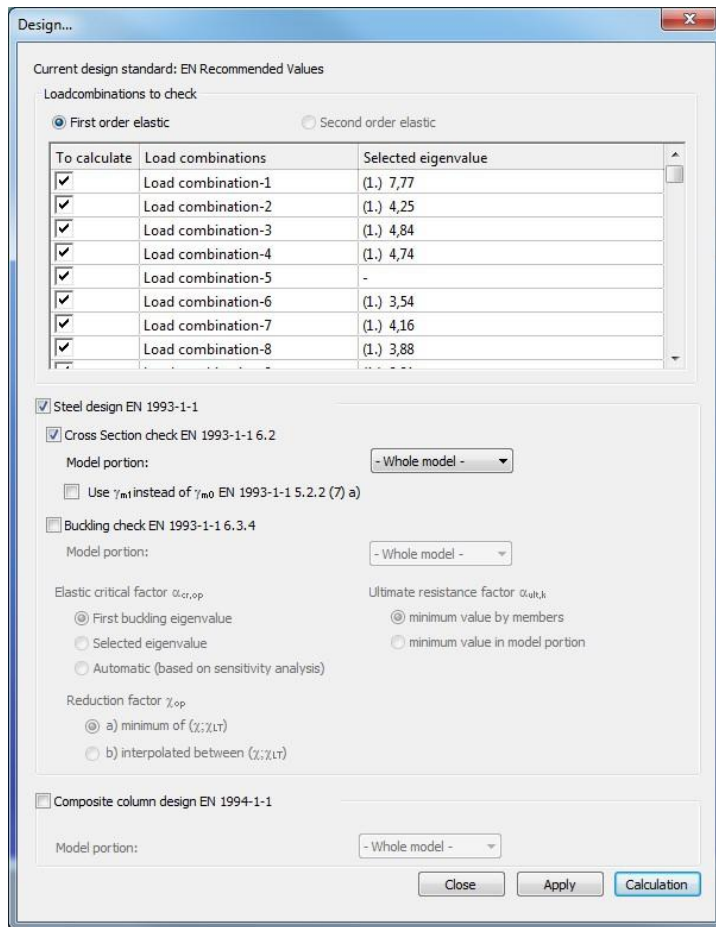 Design...
Current design standard: EN Recommended Values
Loadcombinations to check
First order elastic Second order elastic
To calculate Load combinations Selected eigenvalue
Load combination-1 (1.) 7,77
Load combination-2 (1.) 4,25
Load combination-3 (1.) 4,84
Load combination-4 (1.) 4,74
Load combination-5 -
Load combination-6 (1.) 3,54
Load combination-7 (1.) 4,16
Load combination-8 (1.) 3,88
Steel design EN 1993-1-1
Cross Section check EN 1993-1-1 6.2
Model portion: - Whole model -
Use γm1 instead of γm0 EN 1993-1-1 5.2.2 (7) a)
Buckling check EN 1993-1-1 6.3.4
Model portion: - Whole model -
Elastic critical factor αcr,op Ultimate resistance factor αult,k
First buckling eigenvalue minimum value by members
Selected eigenvalue minimum value in model portion
Automatic (based on sensitivity analysis)
Reduction factor χop
a) minimum of (χ;χLT)
b) interpolated between (χ;χLT)
Composite column design EN 1994-1-1
Model portion: - Whole model -
Close Apply Calculation